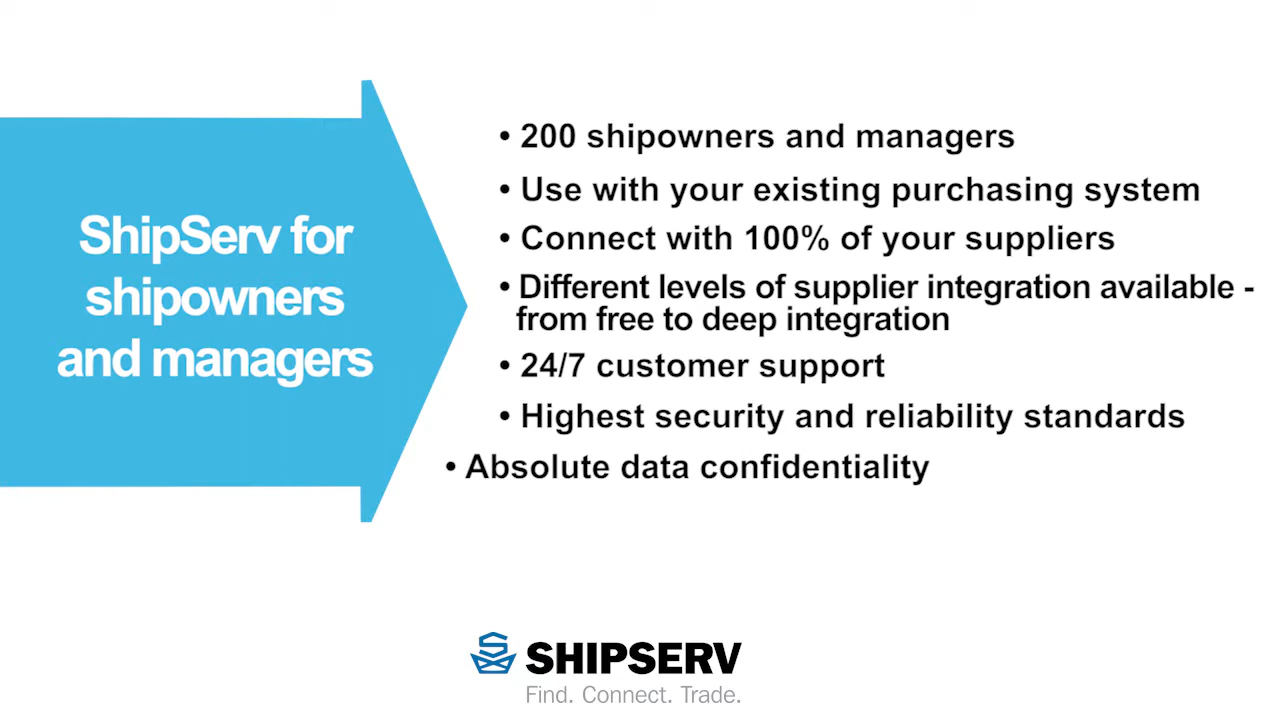 ShipServ for
shipowners
and managers
• 200 shipowners and managers
• Use with your existing purchasing system
• Connect with 100% of your suppliers
• Different levels of supplier integration available -
from free to deep integration
• 24/7 customer support
• Highest security and reliability standards
• Absolute data confidentiality
SHIPSERV
Find. Connect. Trade.